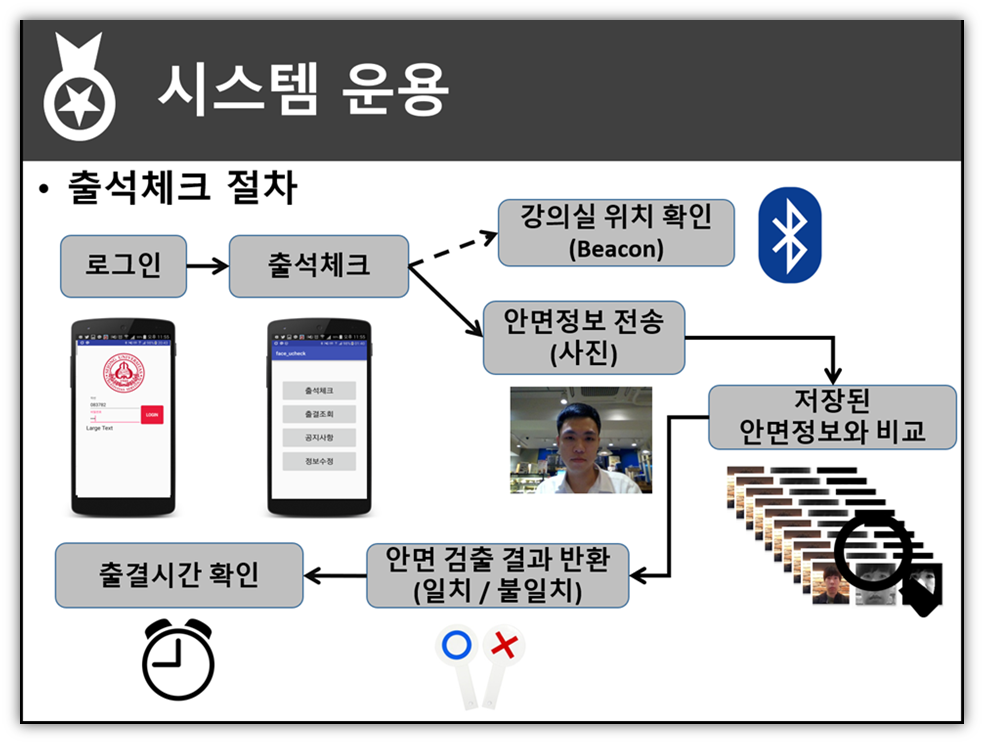 시스템 운용
• 출석체크 절차
로그인
출석체크
강의실 위치 확인
(Beacon)
안면정보 전송
(사진)
저장된
안면정보와 비교
안면 검출 결과 반환
(일치 / 불일치)
출결시간 확인
LOGIN
Large Text
face_ucheck
출석체크
출결조회
공지사항
정보수정